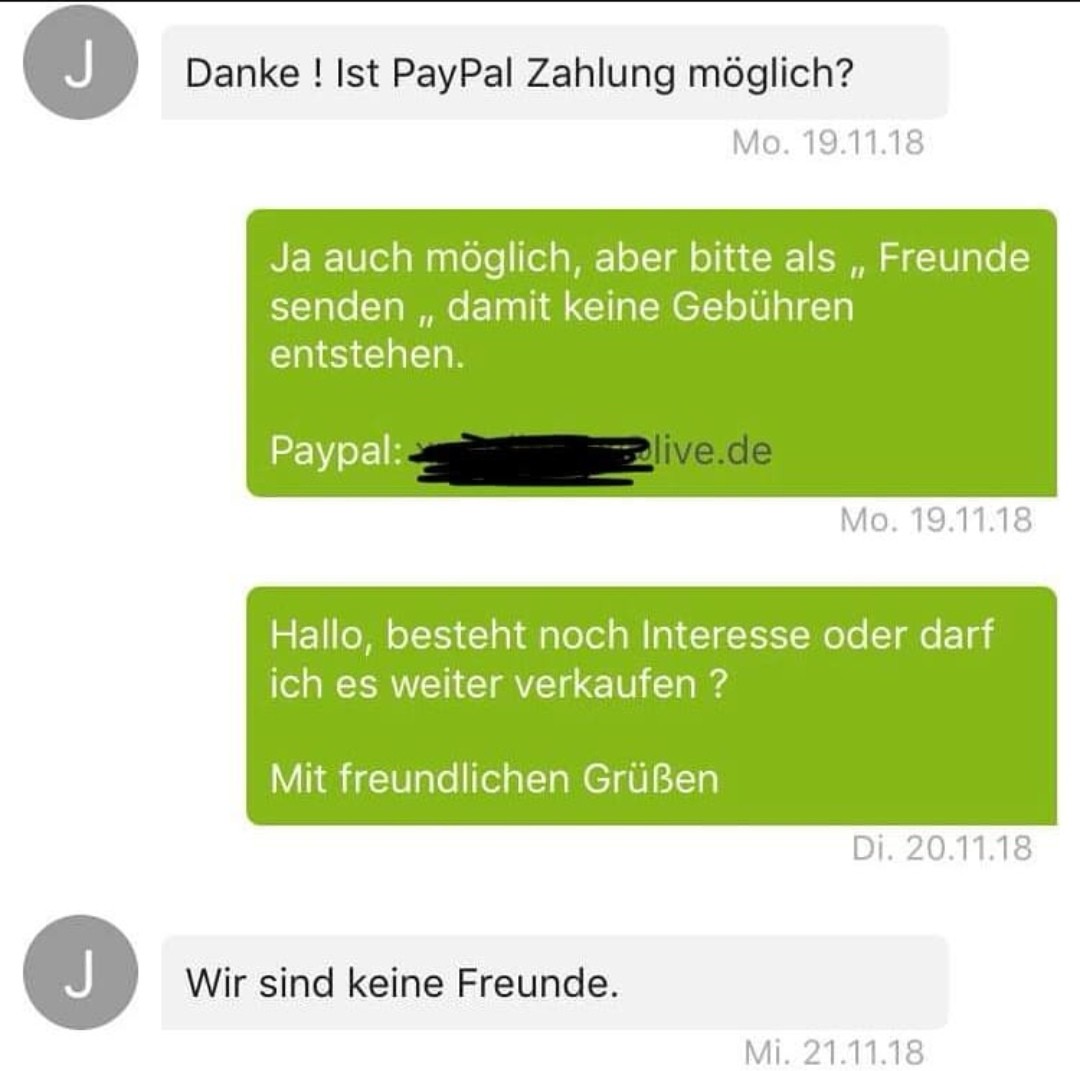 J
Danke ! Ist PayPal Zahlung möglich?
Mo. 19.11.18
Ja auch möglich, aber bitte als „ Freunde
senden „ damit keine Gebühren
entstehen.
Paypal: live.de
Mo. 19.11.18
Hallo, besteht noch Interesse oder darf
ich es weiter verkaufen ?
Mit freundlichen Grüßen
Di. 20.11.18
J
Wir sind keine Freunde.
Mi. 21.11.18